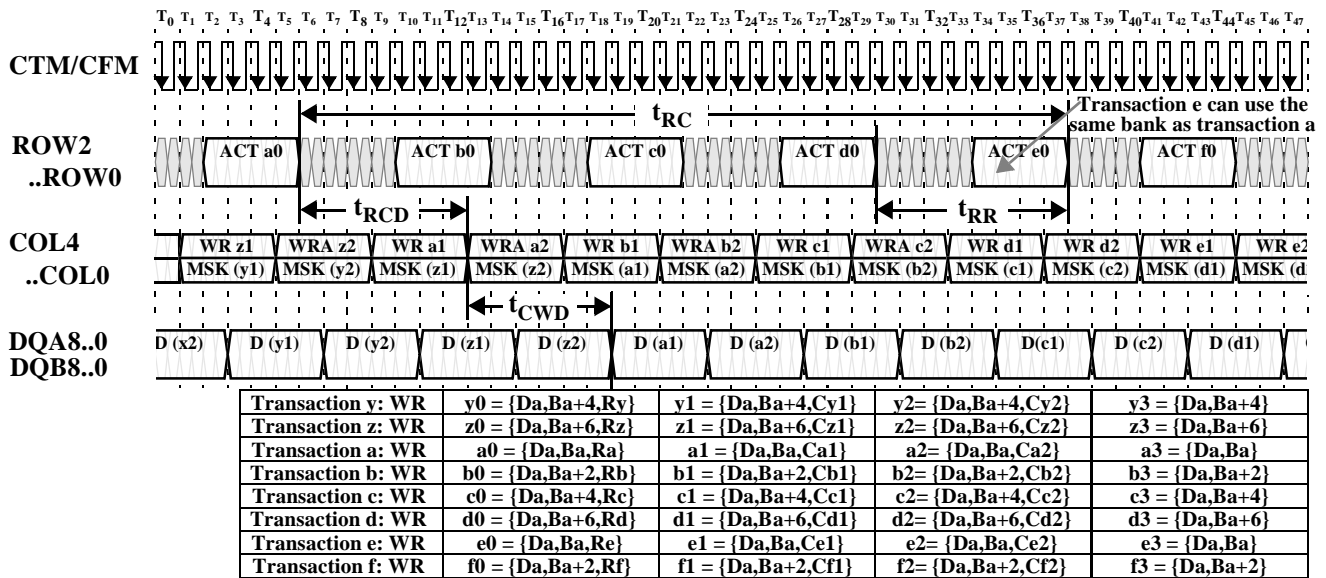 T0 T1 T2 T3 T4 T5 T6 T7 T8 T9 T10 T11 T12 T13 T14 T15 T16 T17 T18 T19 T20 T21 T22 T23 T24 T25 T26 T27 T28 T29 T30 T31 T32 T33 T34 T35 T36 T37 T38 T39 T40 T41 T42 T43 T44 T45 T46 T47
CTM/CFM
Transaction e can use the
same bank as transaction a
tRC
ROW2
..ROW0
ACT a0 ACT b0 ACT c0 ACT d0 ACT e0 ACT f0
tRCD tRR
COL4
..COL0
WR z1 WRA z2 WR a1 WRA a2 WR b1 WRA b2 WR c1 WRA c2 WR d1 WR d2 WR e1 WR e2
MSK (y1) MSK (y2) MSK (z1) MSK (z2) MSK (a1) MSK (a2) MSK (b1) MSK (b2) MSK (c1) MSK (c2) MSK (d1) MSK (d
tCWD
DQA8..0
DQB8..0
D (x2) D (y1) D (y2) D (z1) D (z2) D (a1) D (a2) D (b1) D (b2) D(c1) D (c2) D (d1)
Transaction y: WR y0 = {Da,Ba+4,Ry} y1 = {Da,Ba+4,Cy1} y2= {Da,Ba+4,Cy2} y3 = {Da,Ba+4}
Transaction z: WR z0 = {Da,Ba+6,Rz} z1 = {Da,Ba+6,Cz1} z2= {Da,Ba+6,Cz2} z3 = {Da,Ba+6}
Transaction a: WR a0 = {Da,Ba,Ra} a1 = {Da,Ba,Ca1} a2= {Da,Ba,Ca2} a3 = {Da,Ba}
Transaction b: WR b0 = {Da,Ba+2,Rb} b1 = {Da,Ba+2,Cb1} b2= {Da,Ba+2,Cb2} b3 = {Da,Ba+2}
Transaction c: WR c0 = {Da,Ba+4,Rc} c1 = {Da,Ba+4,Cc1} c2= {Da,Ba+4,Cc2} c3 = {Da,Ba+4}
Transaction d: WR d0 = {Da,Ba+6,Rd} d1 = {Da,Ba+6,Cd1} d2= {Da,Ba+6,Cd2} d3 = {Da,Ba+6}
Transaction e: WR e0 = {Da,Ba,Re} e1 = {Da,Ba,Ce1} e2= {Da,Ba,Ce2} e3 = {Da,Ba}
Transaction f: WR f0 = {Da,Ba+2,Rf} f1 = {Da,Ba+2,Cf1} f2= {Da,Ba+2,Cf2} f3 = {Da,Ba+2}